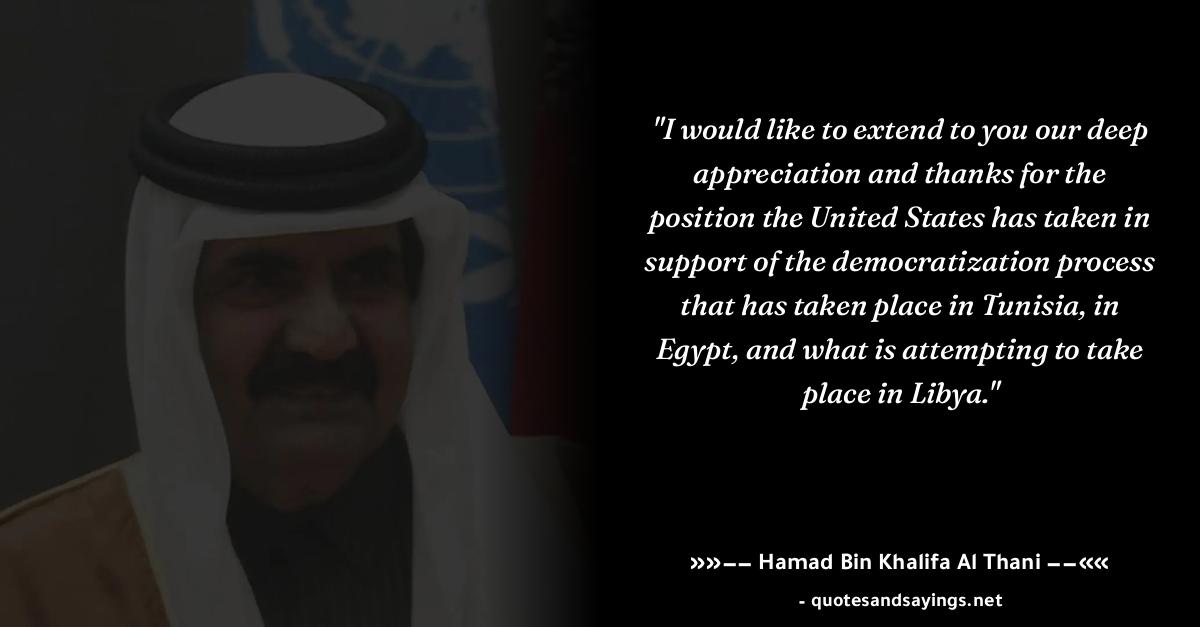 "I would like to extend to you our deep
appreciation and thanks for the
position the United States has taken in
support of the democratization process
that has taken place in Tunisia, in
Egypt, and what is attempting to take
place in Libya."
»»−− Hamad Bin Khalifa Al Thani −−««
- quotesandsayings.net